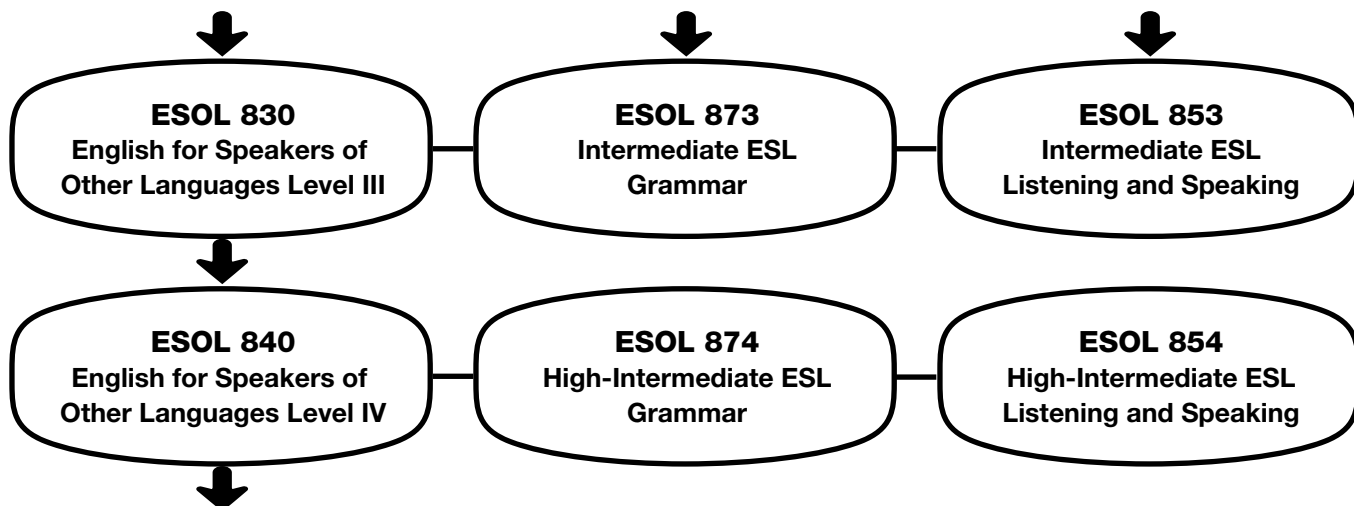 ESOL 830
English for Speakers of
Other Languages Level III
ESOL 873
Intermediate ESL
Grammar
ESOL 853
Intermediate ESL
Listening and Speaking
ESOL 840
English for Speakers of
Other Languages Level IV
ESOL 874
High-Intermediate ESL
Grammar
ESOL 854
High-Intermediate ESL
Listening and Speaking